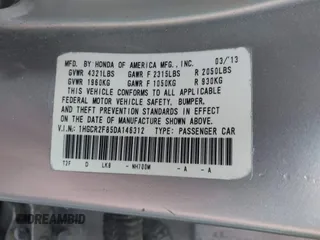 MFD. BY HONDA OF AMERICA MFG., INC. 03/13
GVWR 4321LBS GAWR F 2315LBS R 2050LBS
GVWR 1960KG GAWR F 1050KG R 930KG
THIS VEHICLE CONFORMS TO ALL APPLICABLE
FEDERAL MOTOR VEHICLE SAFETY, BUMPER,
AND THEFT PREVENTION STANDARDS IN EFFECT
ON THE DATE OF MANUFACTURE SHOWN ABOVE.
V.I.N.: 1HGCR2F85DA146312 TYPE: PASSENGER CAR
LK8 - NH700M - A - A
DREAMBID